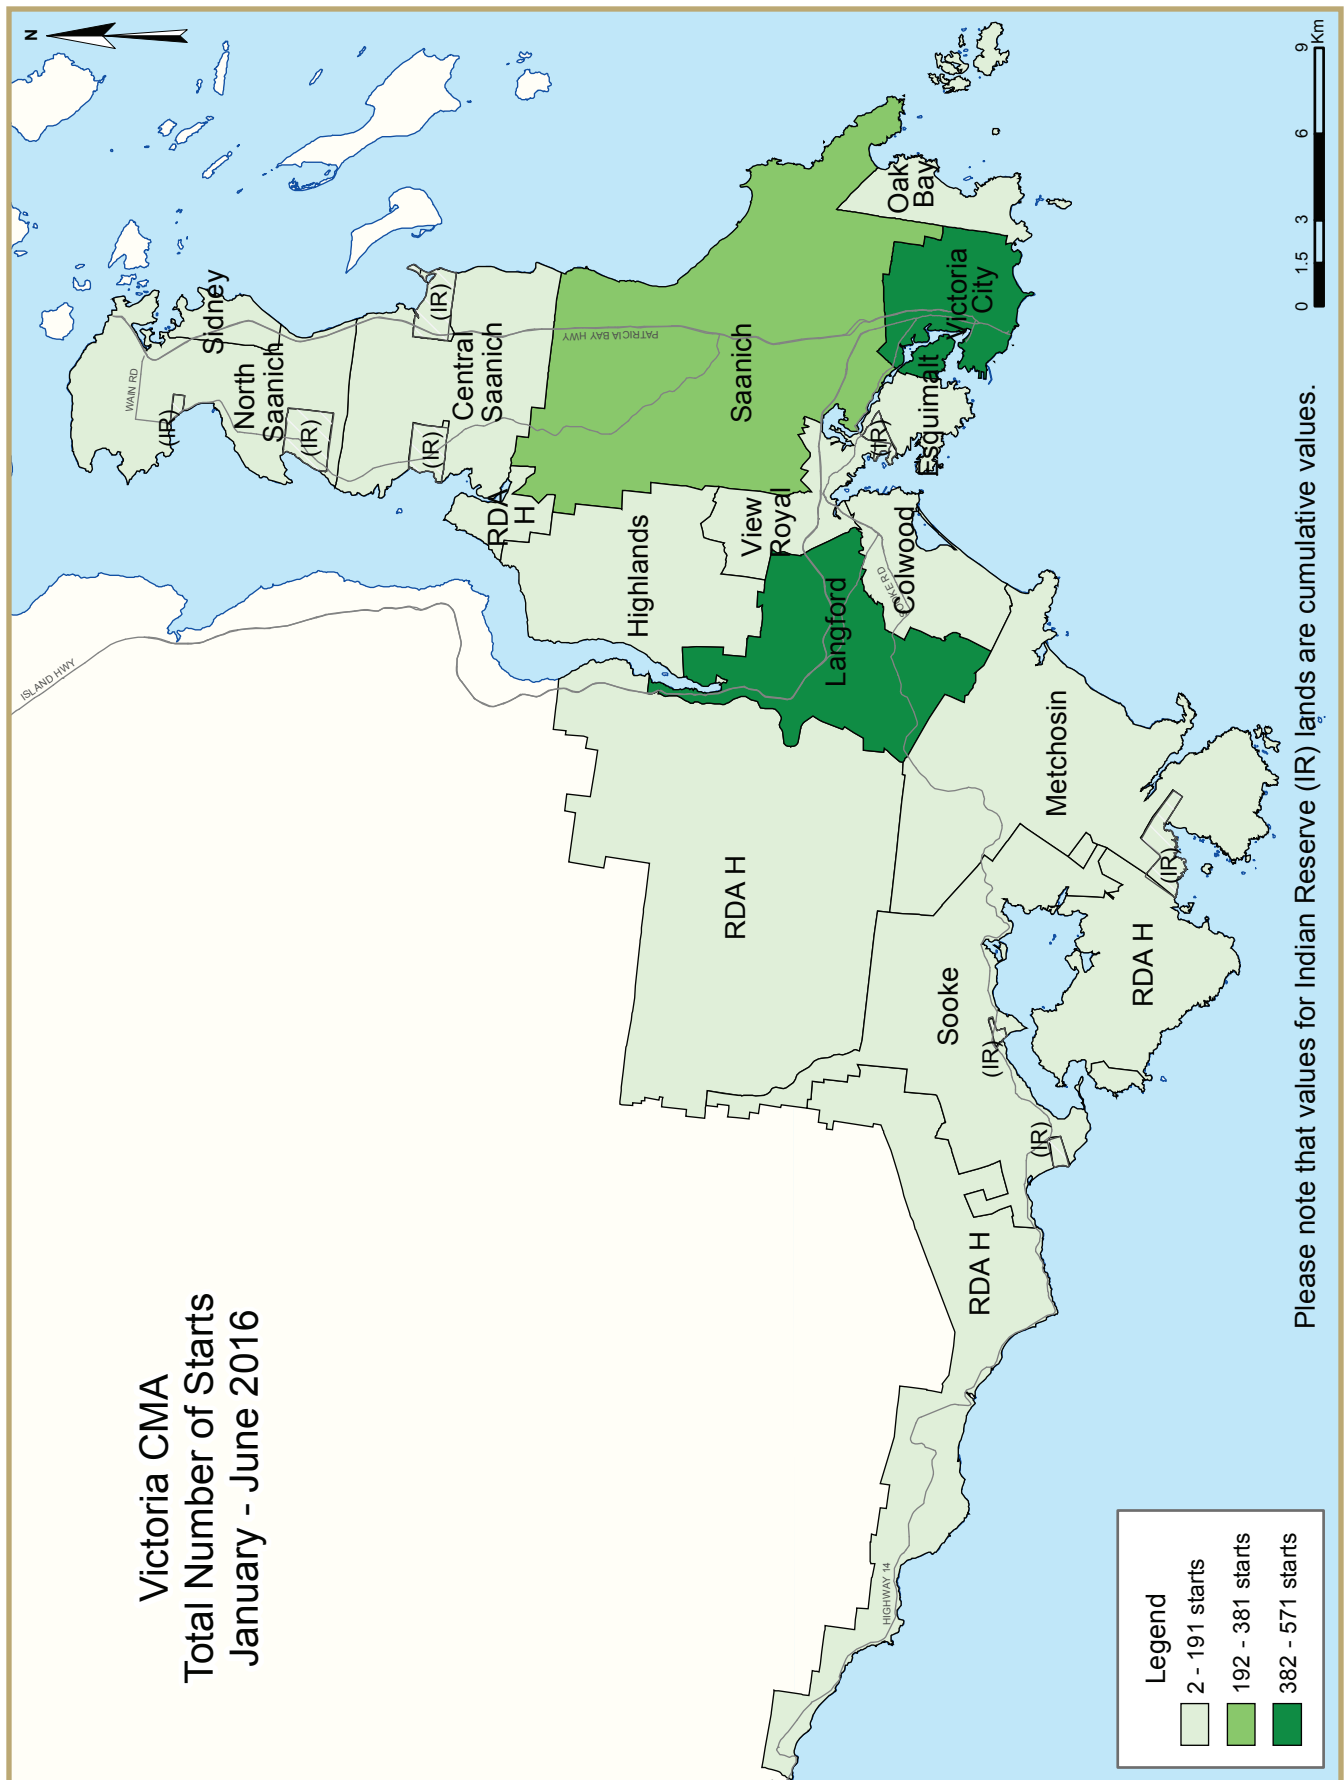 Victoria CMA
Total Number of Starts
January - June 2016
N
ISLAND HWY
WAIN RD
Sidney
North
Saanich
(IR)
(IR)
(IR)
(IR)
Central
Saanich
PATRICIA BAY HWY
RDA
H
Saanich
Highlands
View
Royal
Oak
Bay
Victoria
City
Esquimalt
(IR)
Langford
Colwood
SOOKE RD
Metchosin
RDA H
Sooke
(IR)
(IR)
(IR)
RDA H
RDA H
HIGHWAY 14
Legend
2 - 191 starts
192 - 381 starts
382 - 571 starts
0 1.5 3 6 9
Km
Please note that values for Indian Reserve (IR) lands are cumulative values.